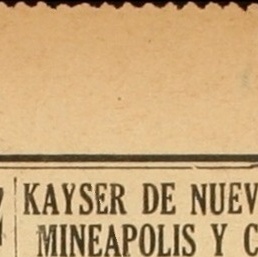 KAYSER DE NUEV
MINEAPOLIS Y C